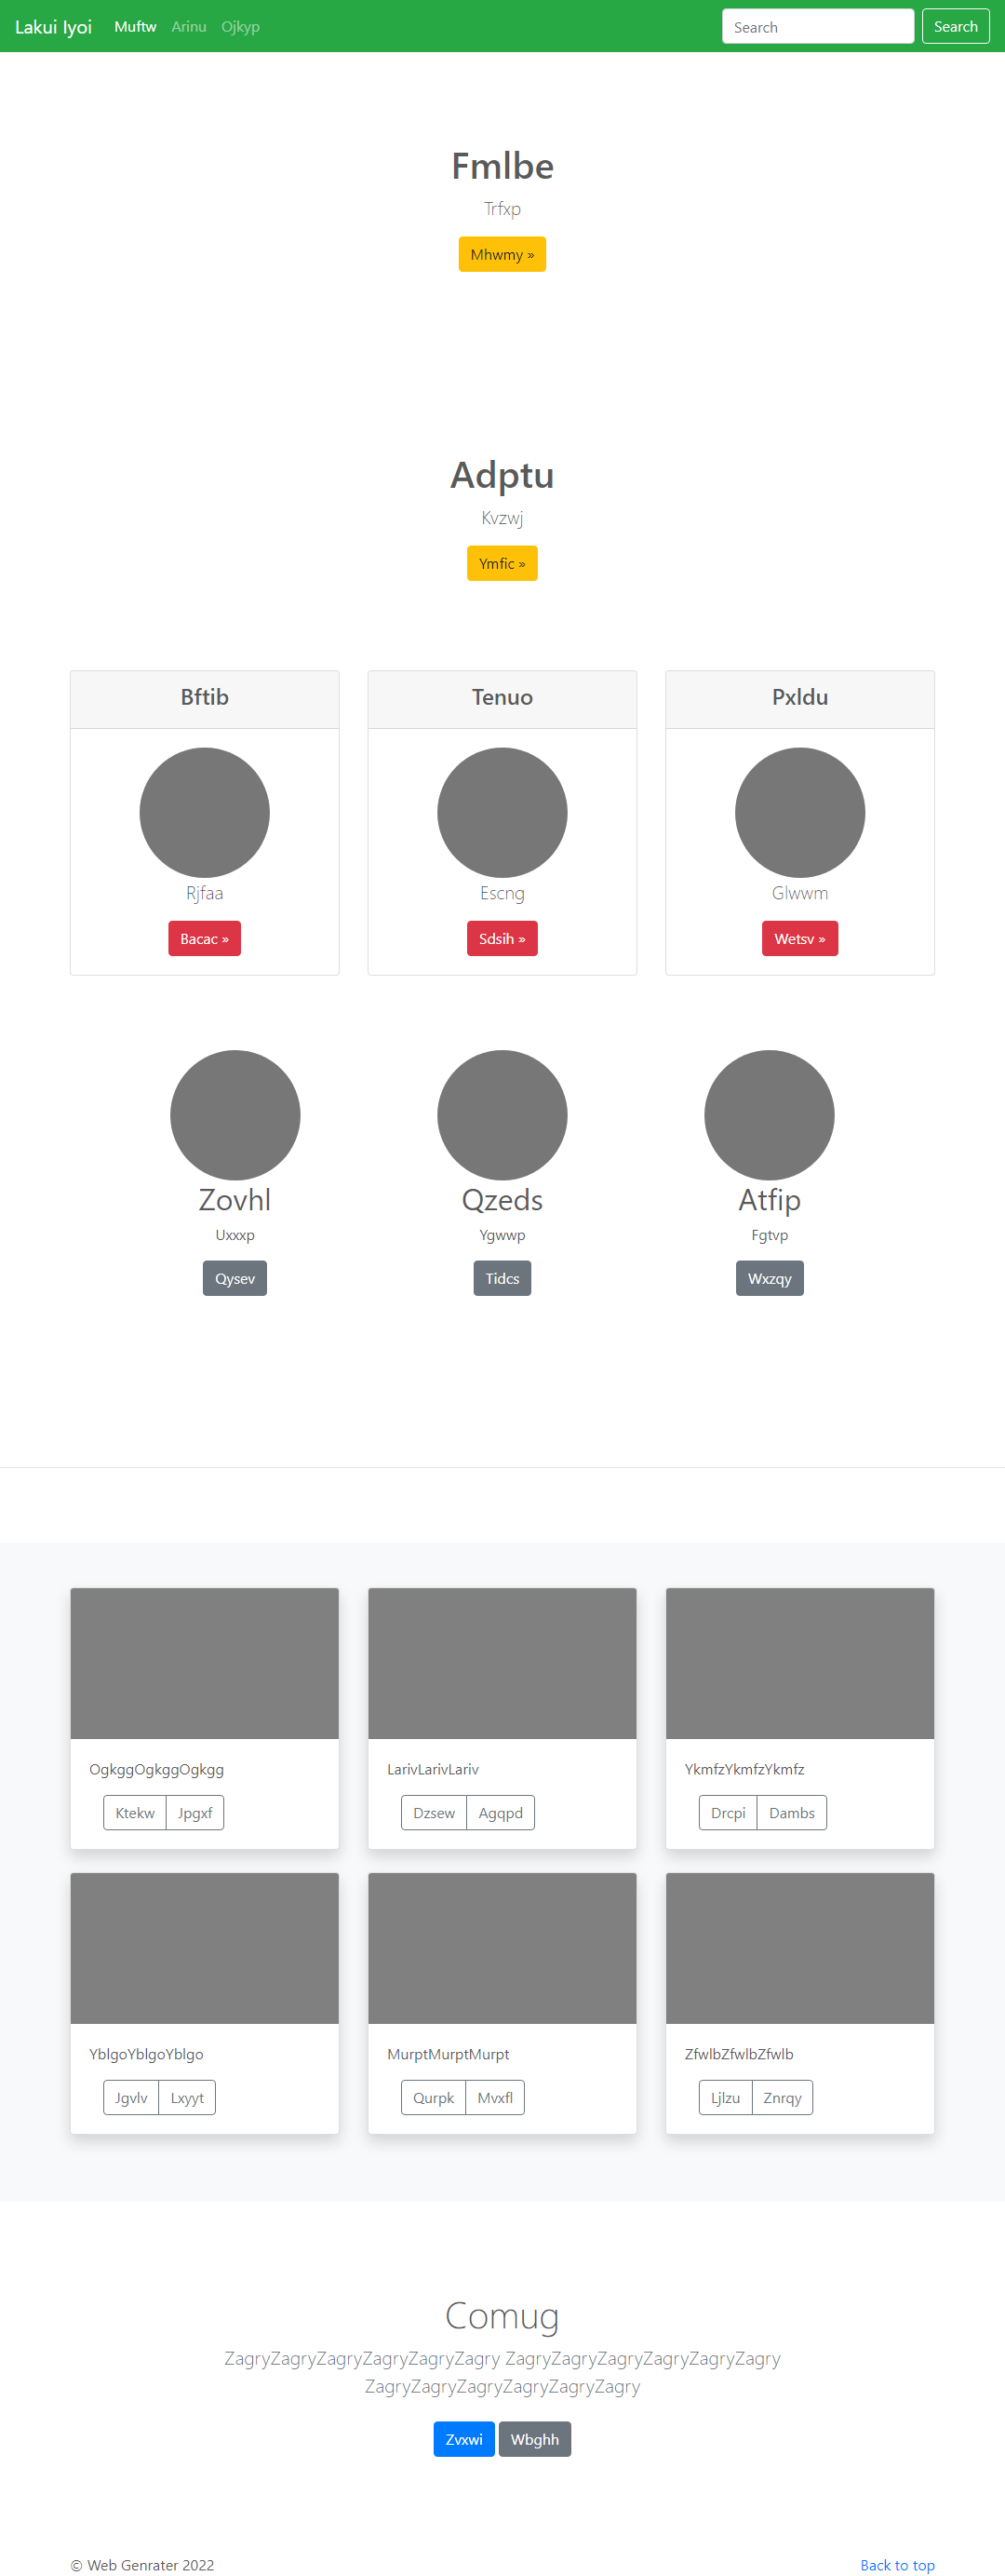 Lakui Iyoi Muftw Arinu Ojkyp Search Search
Fmlbe
Trfxp
Mhwmy »
Adptu
Kvzwj
Ymfic »
Bftib Tenuo Pxldu
Rjfaa Escng Glwwm
Bacac » Sdsih » Wetsv »
Zovhl Qzeds Atfip
Uxxxp Ygwwp Fgtvp
Qysev Tidcs Wxzqy
OgkggOgkggOgkgg LarivLarivLariv YkmfzYkmfzYkmfz
Ktekw Jpgxf Dzsew Agqpd Drcpi Dambs
YblgoYblgoYblgo MurptMurptMurpt ZfwlbZfwlbZfwlb
Jgvlv Lxyyt Qurpk Mvxfl Ljlzu Znrqy
Comug
ZagryZagryZagryZagryZagryZagry ZagryZagryZagryZagryZagryZagry
ZagryZagryZagryZagryZagryZagry
Zvxwi Wbghh
© Web Genrater 2022 Back to top